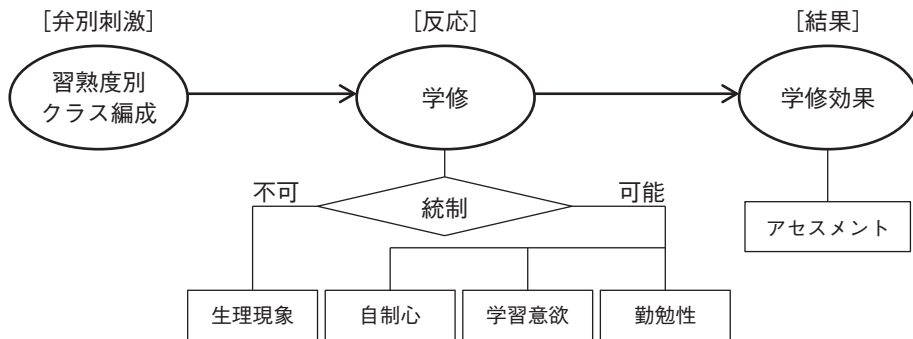 [弁別刺激]
[反応]
[結果]
習熟度別
クラス編成
学修
学修効果
不可
統制
可能
アセスメント
生理現象
自制心
学習意欲
勤勉性